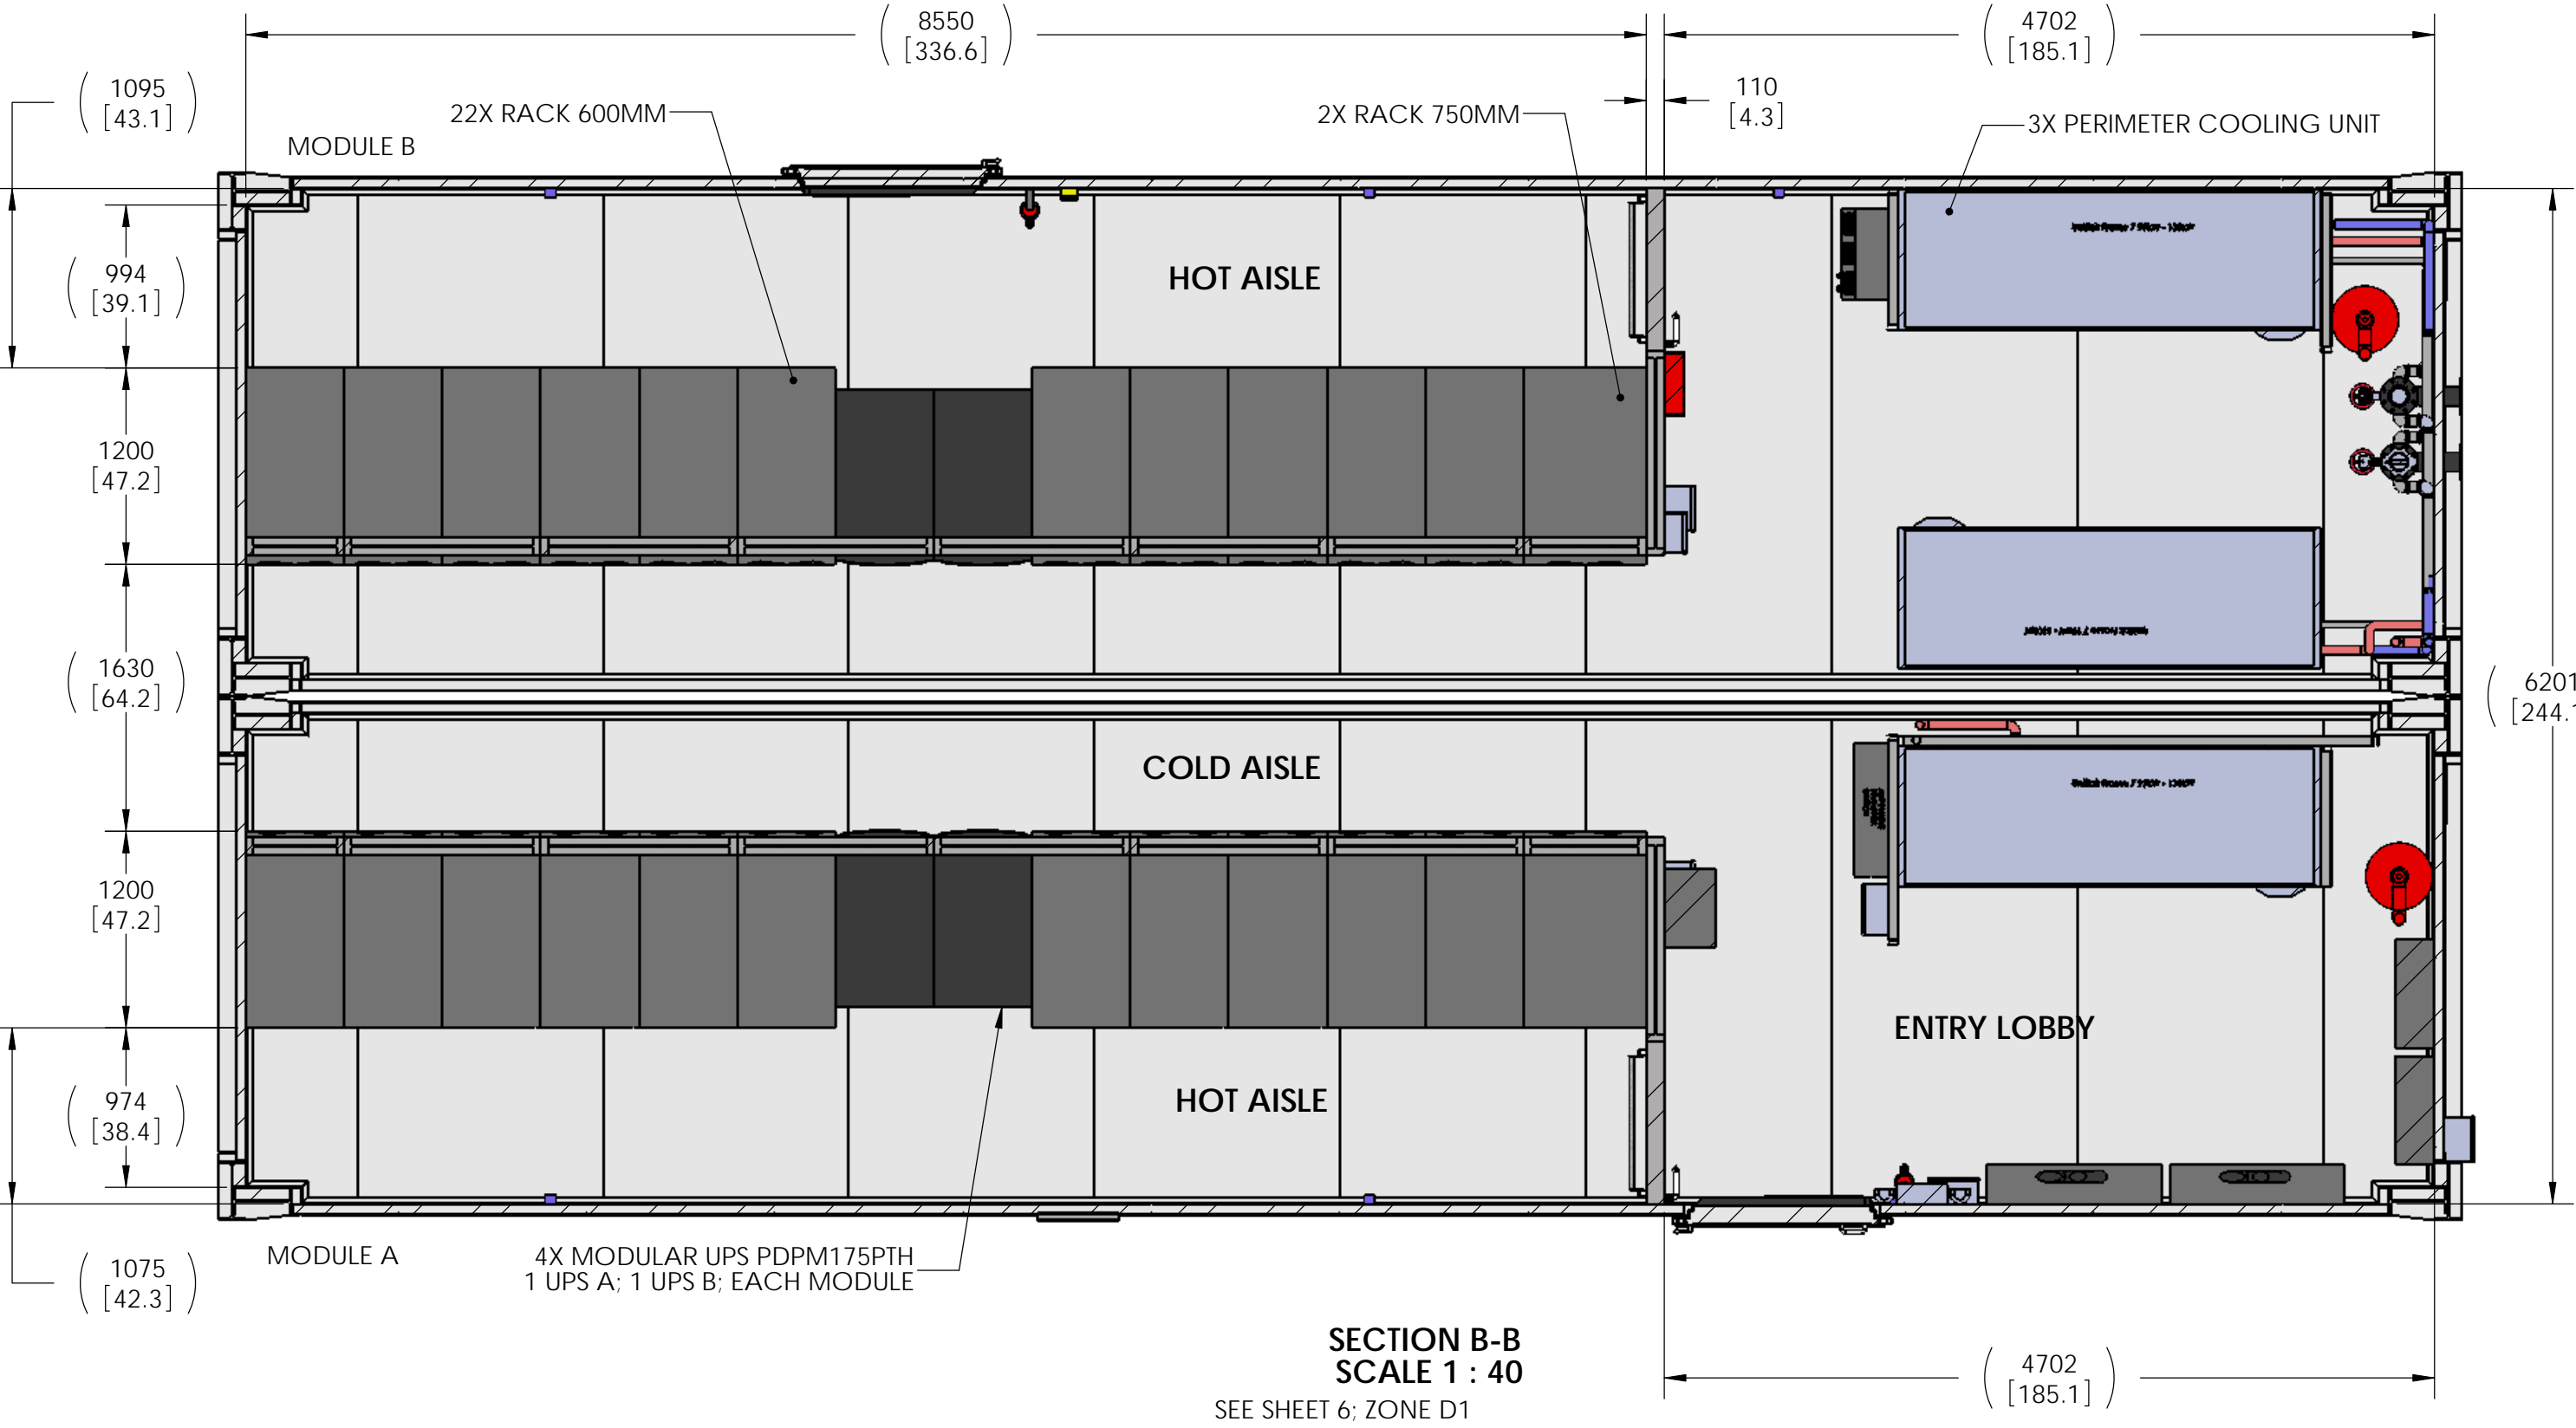 ( 8550 )
[336.6]
( 4702 )
[185.1]
( 1095 )
[43.1]
22X RACK 600MM
2X RACK 750MM
110
[4.3]
3X PERIMETER COOLING UNIT
MODULE B
( 994 )
[39.1]
HOT AISLE
1200
[47.2]
( 1630 )
[64.2]
( 6201
[244.1
COLD AISLE
1200
[47.2]
ENTRY LOBBY
( 974 )
[38.4]
HOT AISLE
MODULE A
4X MODULAR UPS PDPM175PTH
1 UPS A; 1 UPS B; EACH MODULE
( 1075 )
[42.3]
SECTION B-B
SCALE 1 : 40
SEE SHEET 6; ZONE D1
( 4702 )
[185.1]